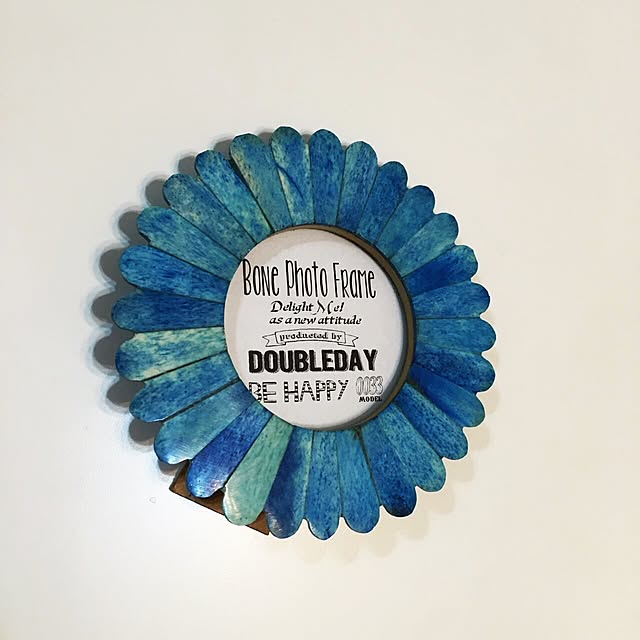 BONE PHOTO FRAME
Delight Me!
as a new attitude
producted by
DOUBLEDAY
BE HAPPY 0033
MODEL